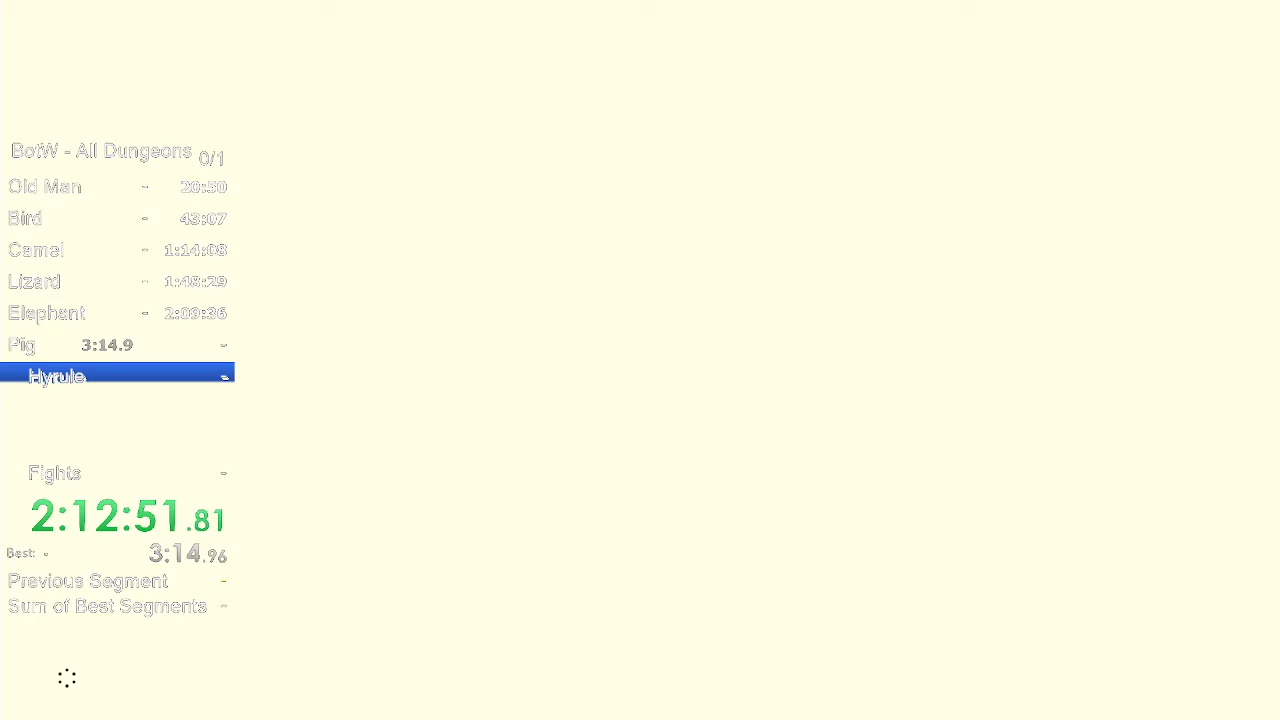 BotW - All Dungeons 0/1
Old Man - 20:50
Bird - 43:07
Camel - 1:14:08
Lizard - 1:48:29
Elephant - 2:09:36
Pig 3:14.9 -
Hyrule -
Fights -
2:12:51.81
Best: - 3:14.96
Previous Segment -
Sum of Best Segments -